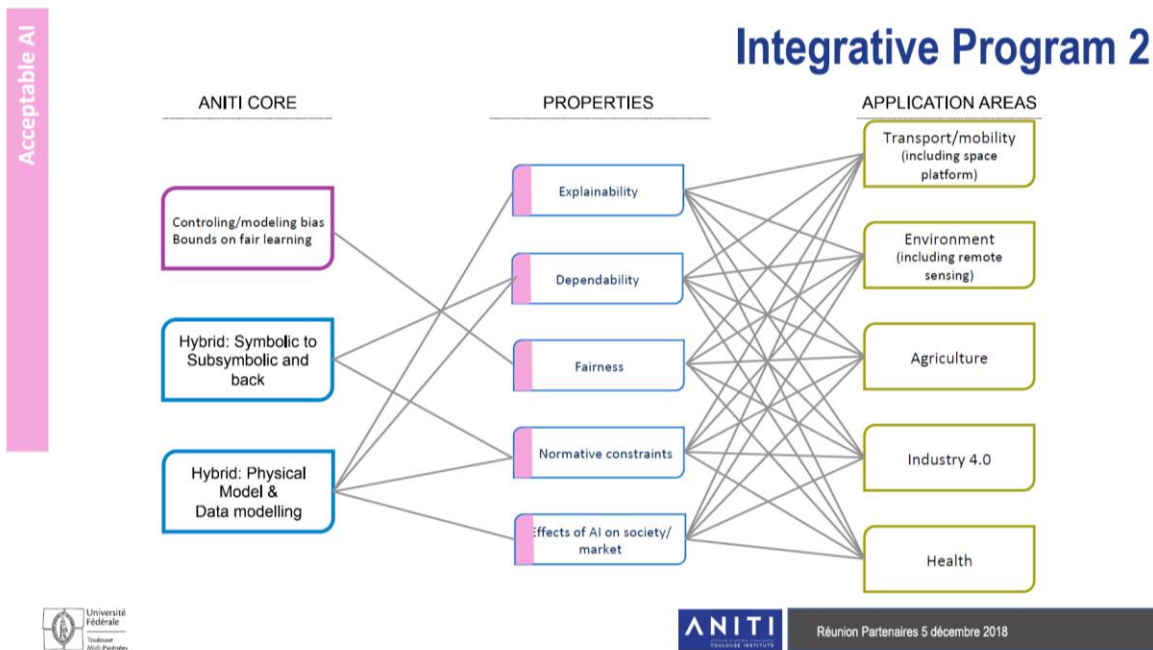 Acceptable AI
Integrative Program 2
ANITI CORE
PROPERTIES
APPLICATION AREAS
Controling/modeling bias
Bounds on fair learning
Hybrid: Symbolic to
Subsymbolic and
back
Hybrid: Physical
Model &
Data modelling
Explainability
Dependability
Fairness
Normative constraints
Effects of AI on society/
market
Transport/mobility
(including space
platform)
Environment
(including remote
sensing)
Agriculture
Industry 4.0
Health
Université
Fédérale
Toulouse
Midi-Pyrénées
ANITI
TOULOUSE INSTITUTE
Réunion Partenaires 5 décembre 2018